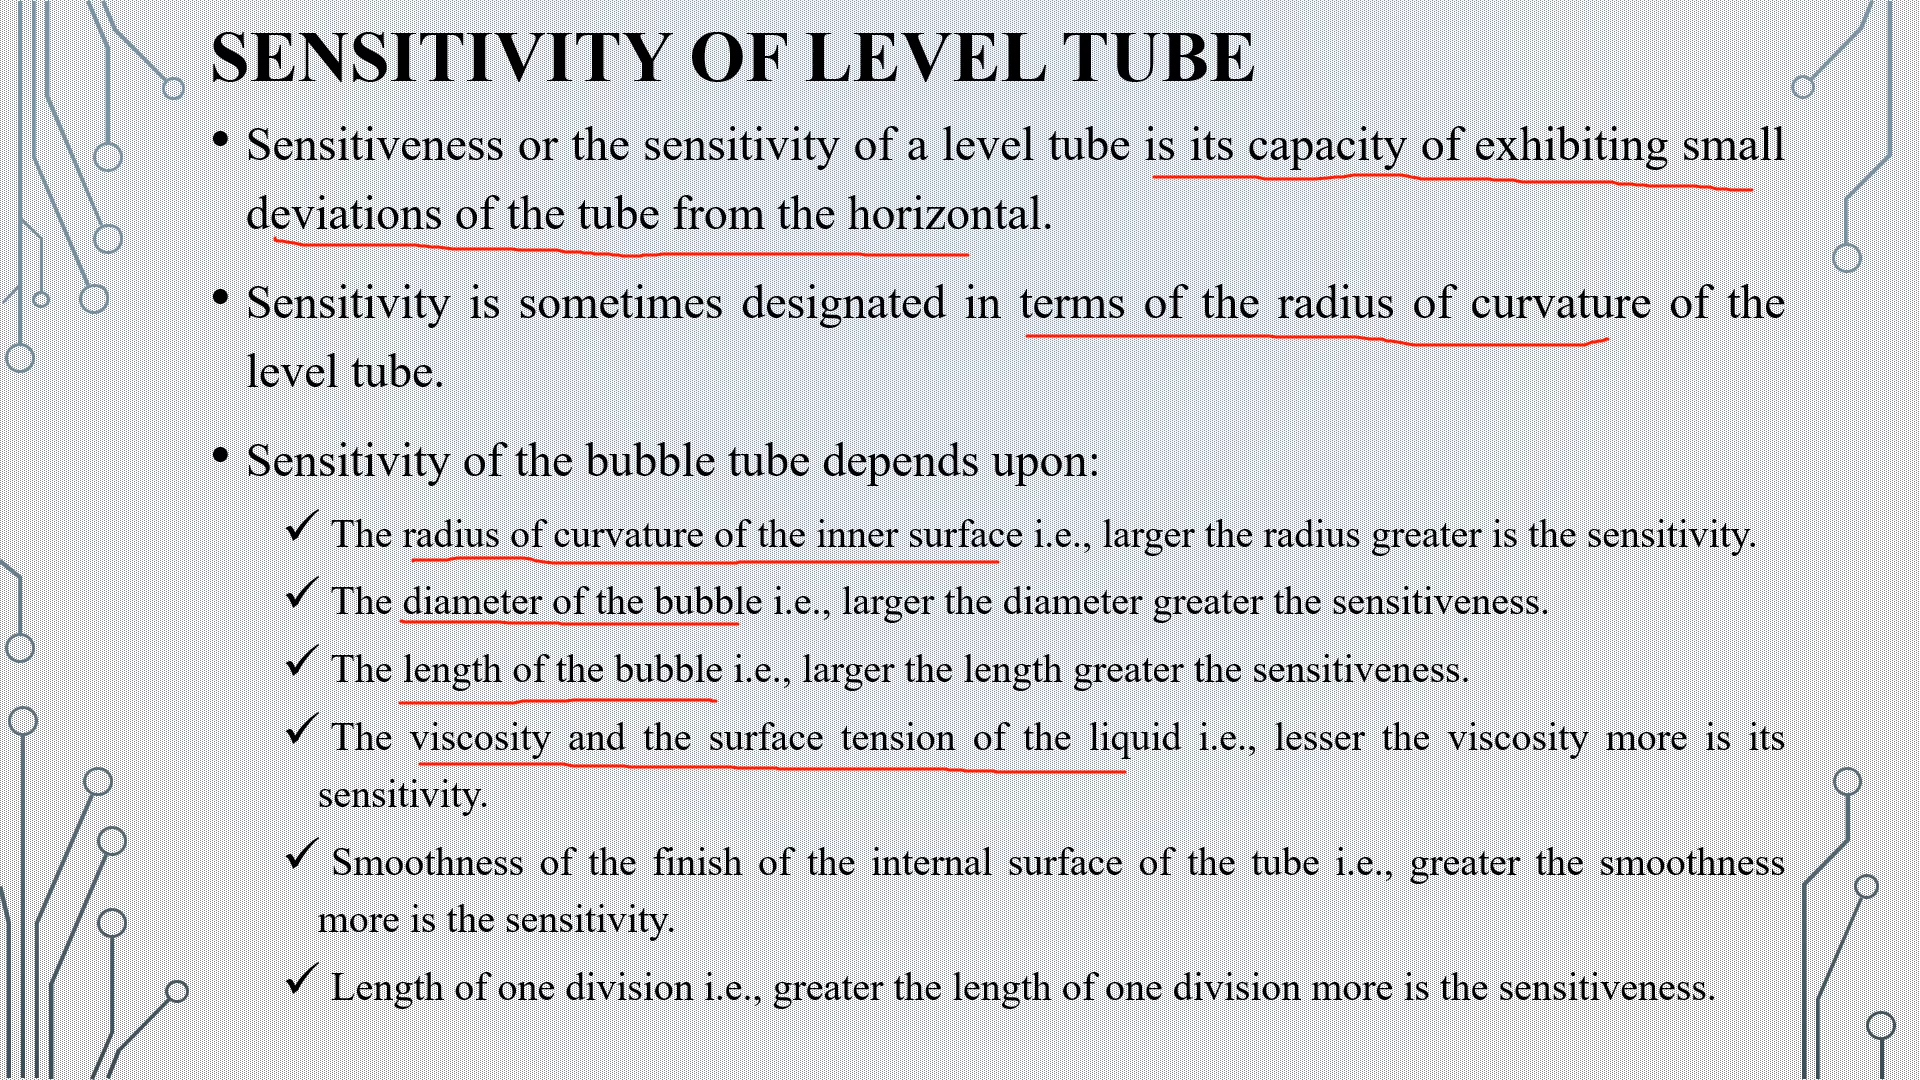 SENSITIVITY OF LEVEL TUBE
• Sensitiveness or the sensitivity of a level tube is its capacity of exhibiting small
deviations of the tube from the horizontal.
• Sensitivity is sometimes designated in terms of the radius of curvature of the
level tube.
• Sensitivity of the bubble tube depends upon:
✓ The radius of curvature of the inner surface i.e., larger the radius greater is the sensitivity.
✓ The diameter of the bubble i.e., larger the diameter greater the sensitiveness.
✓ The length of the bubble i.e., larger the length greater the sensitiveness.
✓ The viscosity and the surface tension of the liquid i.e., lesser the viscosity more is its
sensitivity.
✓ Smoothness of the finish of the internal surface of the tube i.e., greater the smoothness
more is the sensitivity.
✓ Length of one division i.e., greater the length of one division more is the sensitiveness.